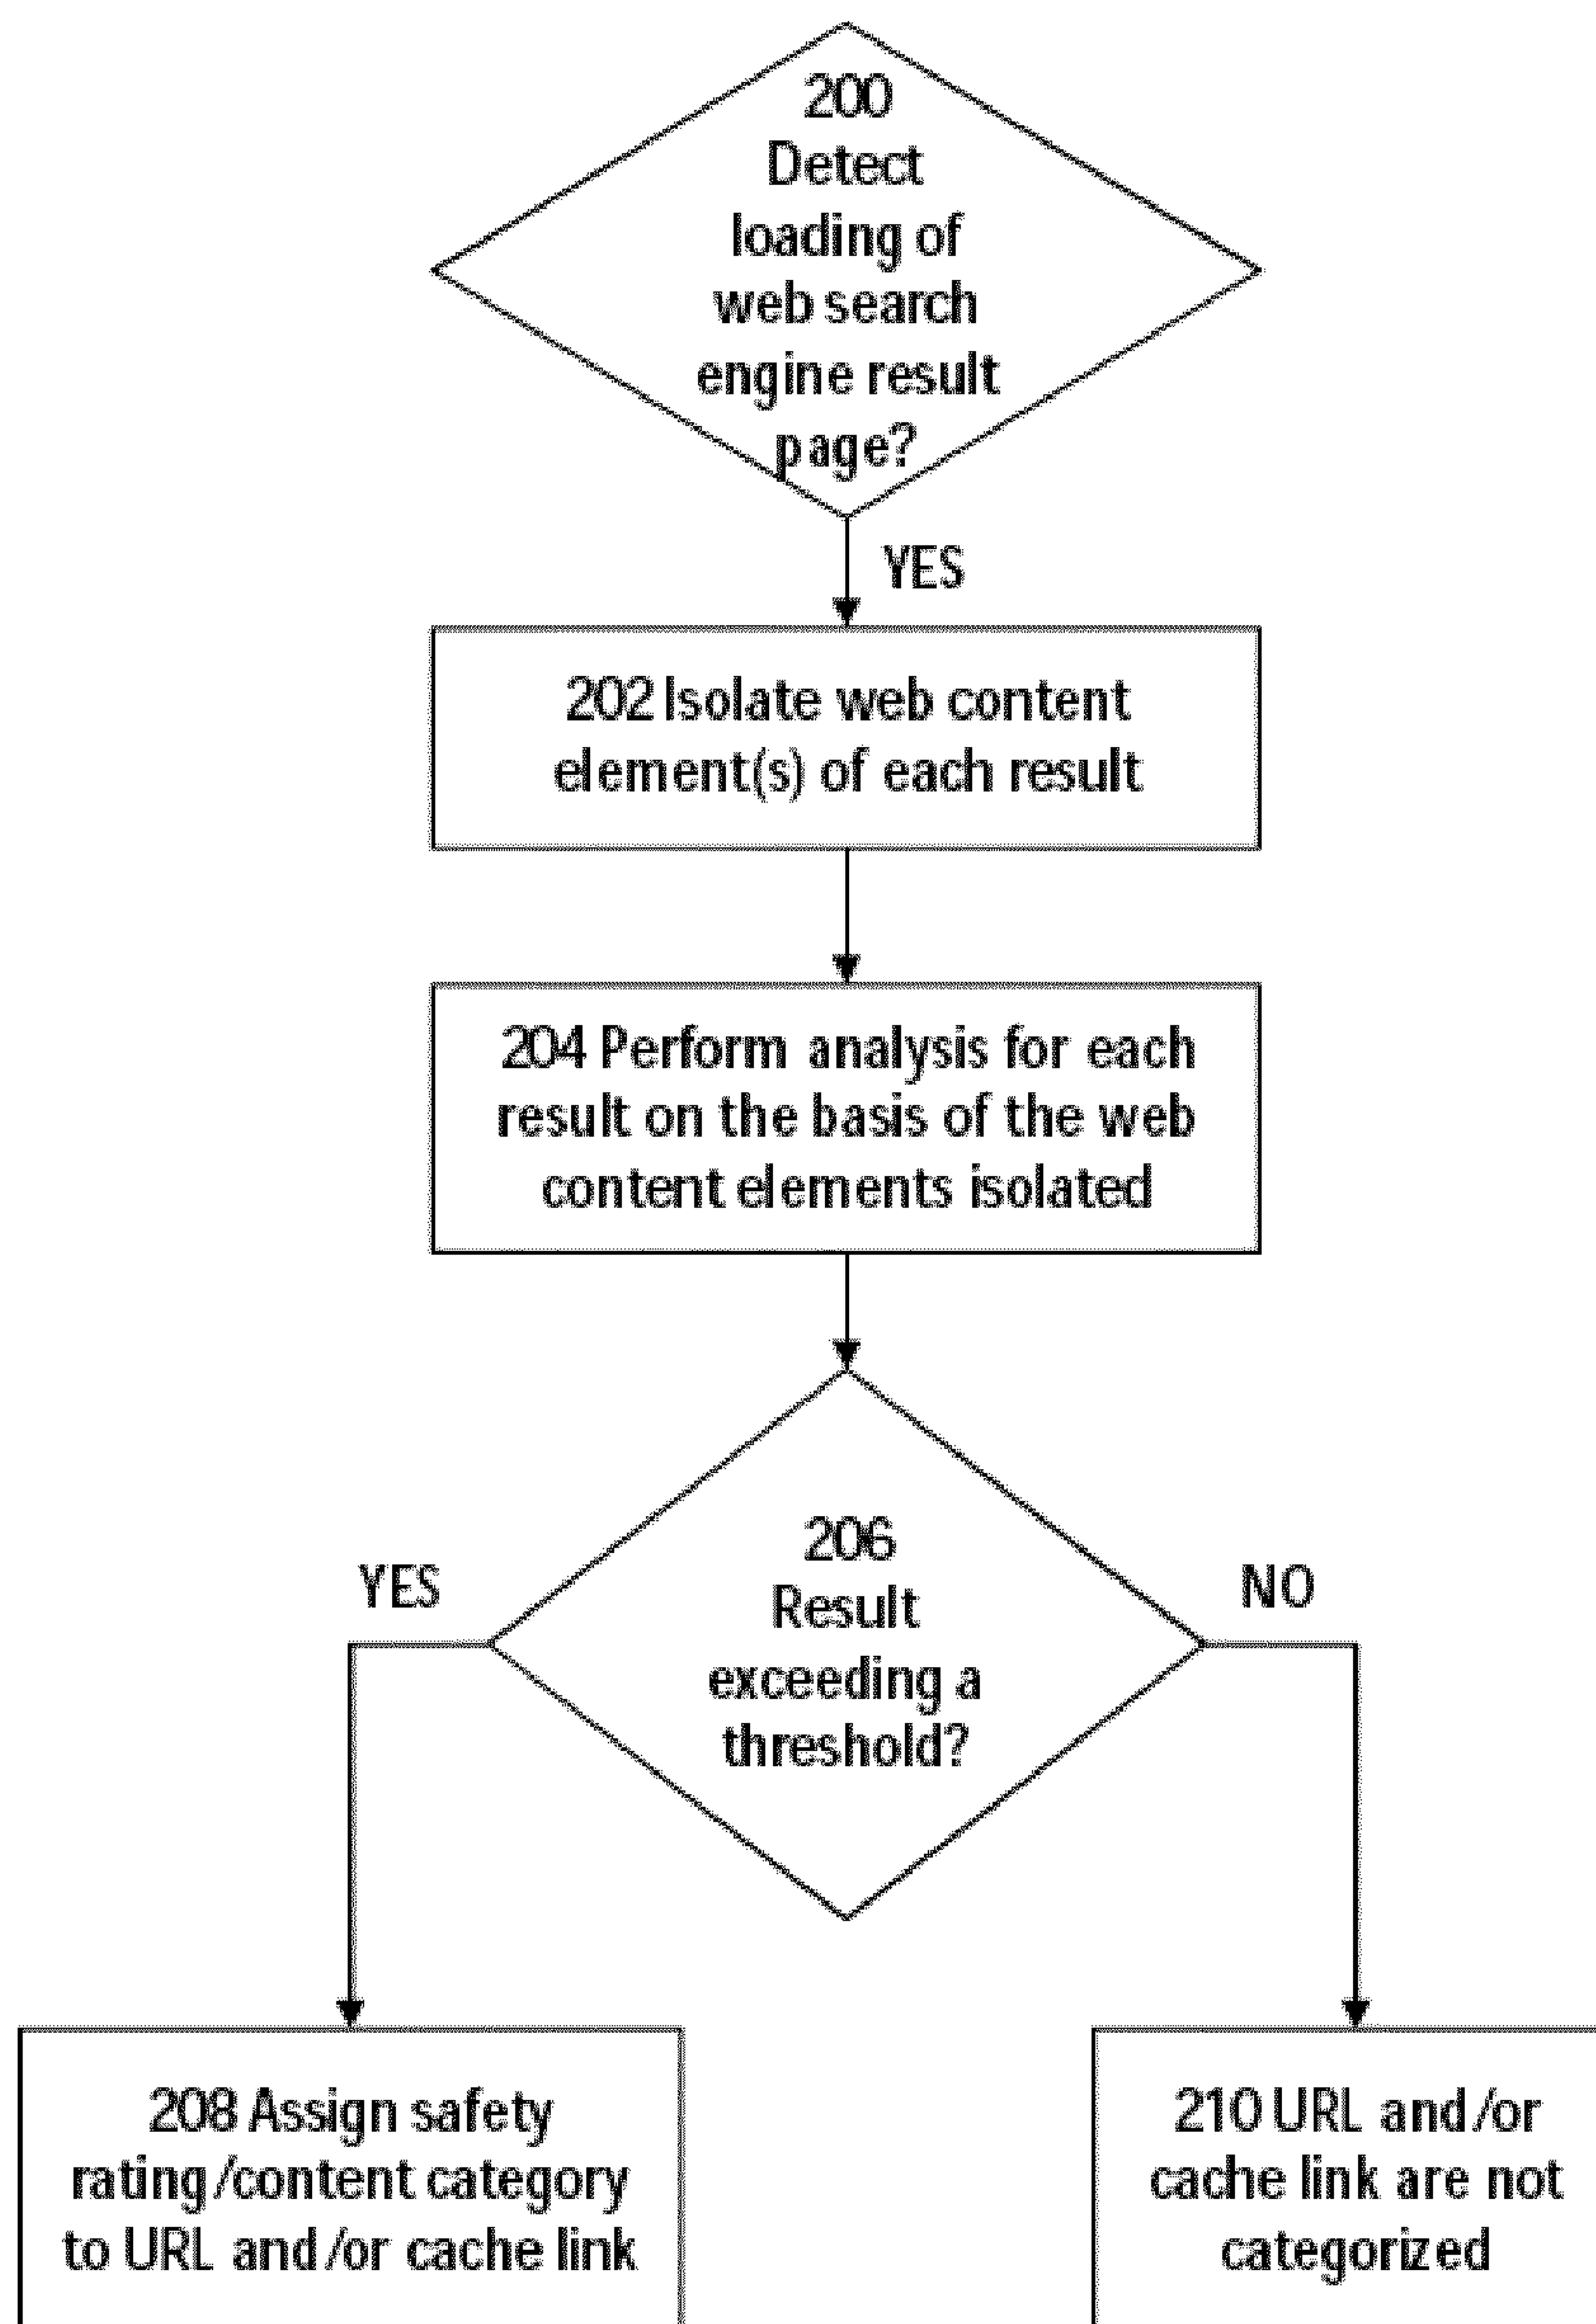 200
Detect
loading of
web search
engine result
page?
YES
202 Isolate web content
element(s) of each result
204 Perform analysis for each
result on the basis of the web
content elements isolated
206
Result
exceeding a
threshold?
YES
NO
208 Assign safety
rating/content category
to URL and/or cache link
210 URL and/or
cache link are not
categorized